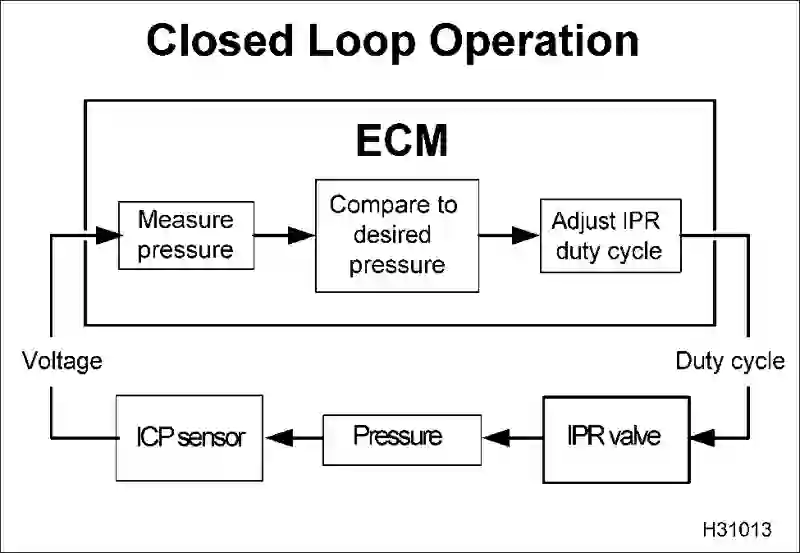 Closed Loop Operation
ECM
Measure
pressure
Compare to
desired
pressure
Adjust IPR
duty cycle
Voltage
Duty cycle
ICP sensor
Pressure
IPR valve
H31013